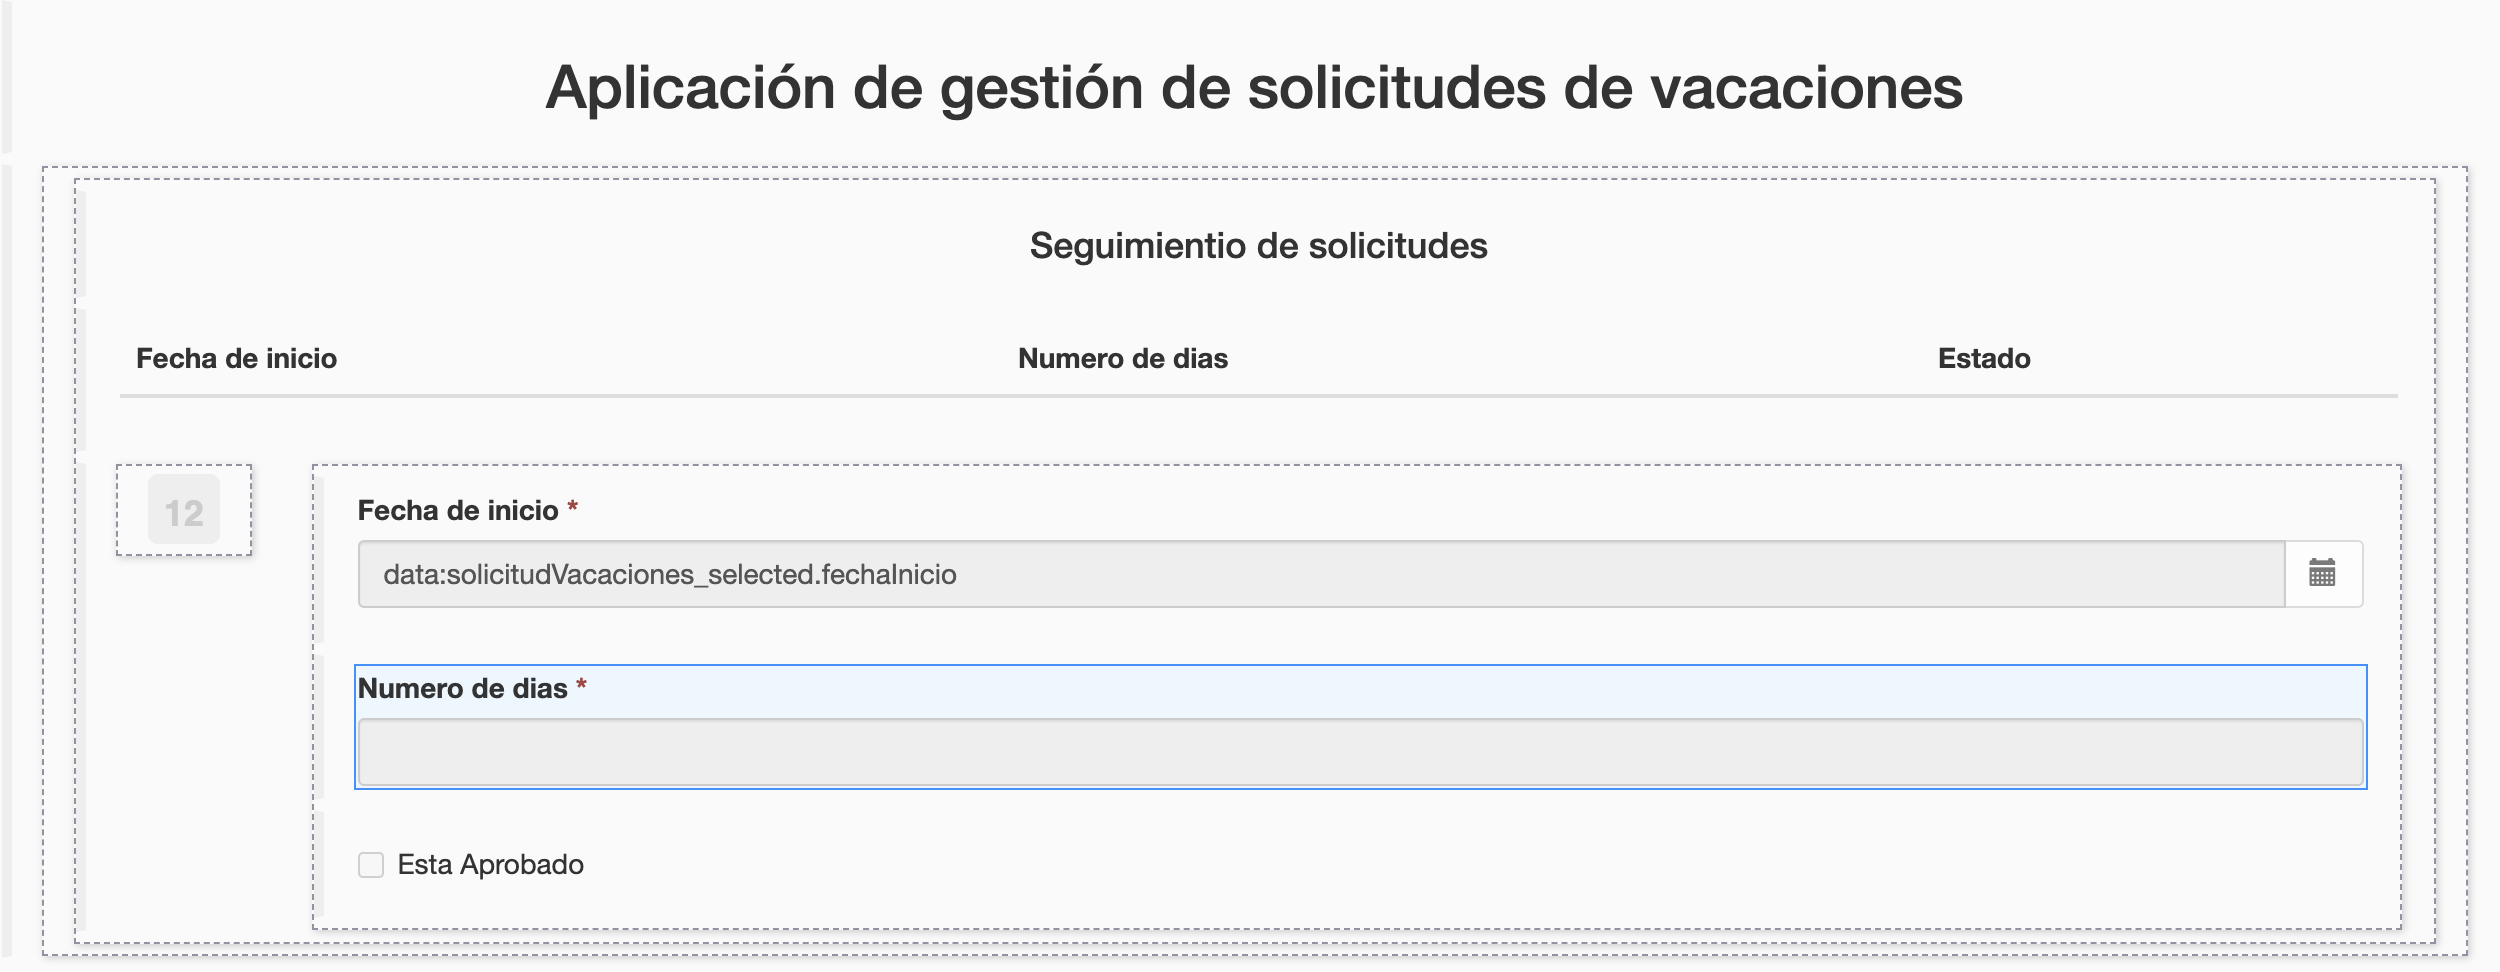 Aplicación de gestión de solicitudes de vacaciones
Seguimientio de solicitudes
Fecha de inicio Numero de dias Estado
12
Fecha de inicio *
data:solicitudVacaciones_selected.fechaInicio
Numero de dias *
Esta Aprobado